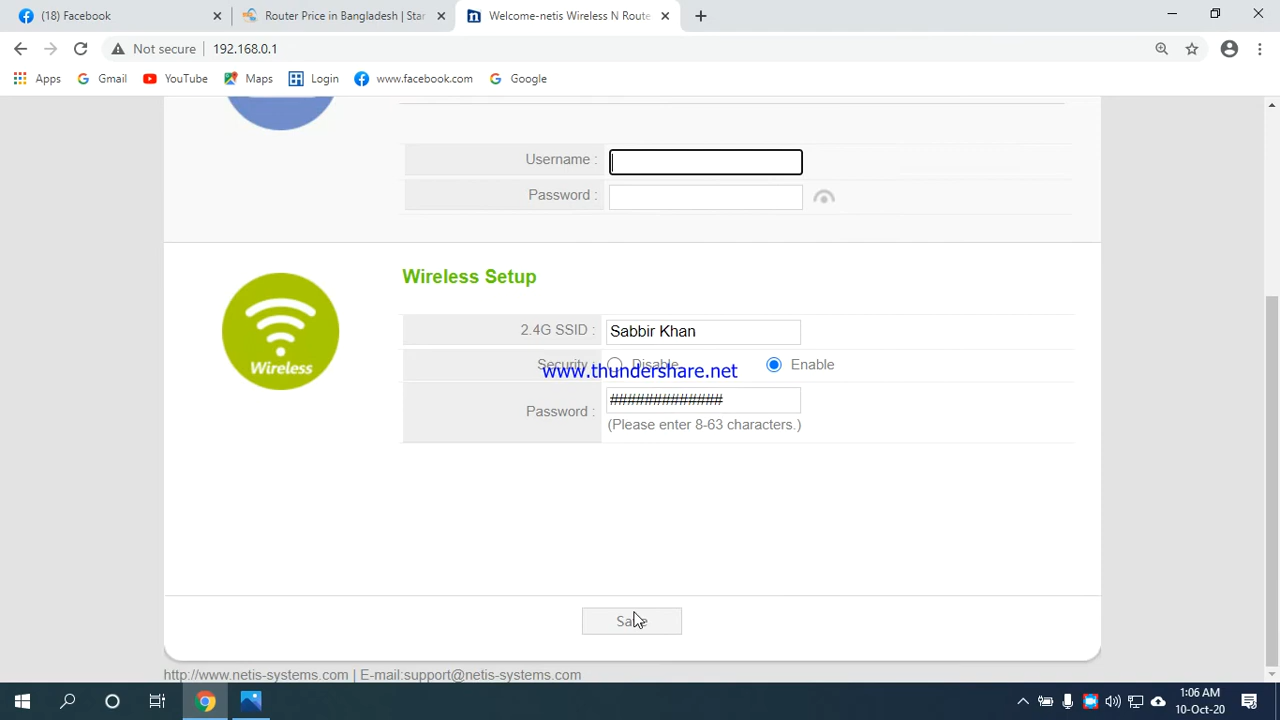 (18) Facebook
Router Price in Bangladesh | Star
Welcome-netis Wireless N Route
Not secure
192.168.0.1
Apps
Gmail
YouTube
Maps
Login
www.facebook.com
Google
Username :
Password :
Wireless
Wireless Setup
2.4G SSID :
Sabbir Khan
Security :
Disable
Enable
www.thundershare.net
Password :
#############
(Please enter 8-63 characters.)
Save
http://www.netis-systems.com | E-mail:support@netis-systems.com
1:06 AM
10-Oct-20